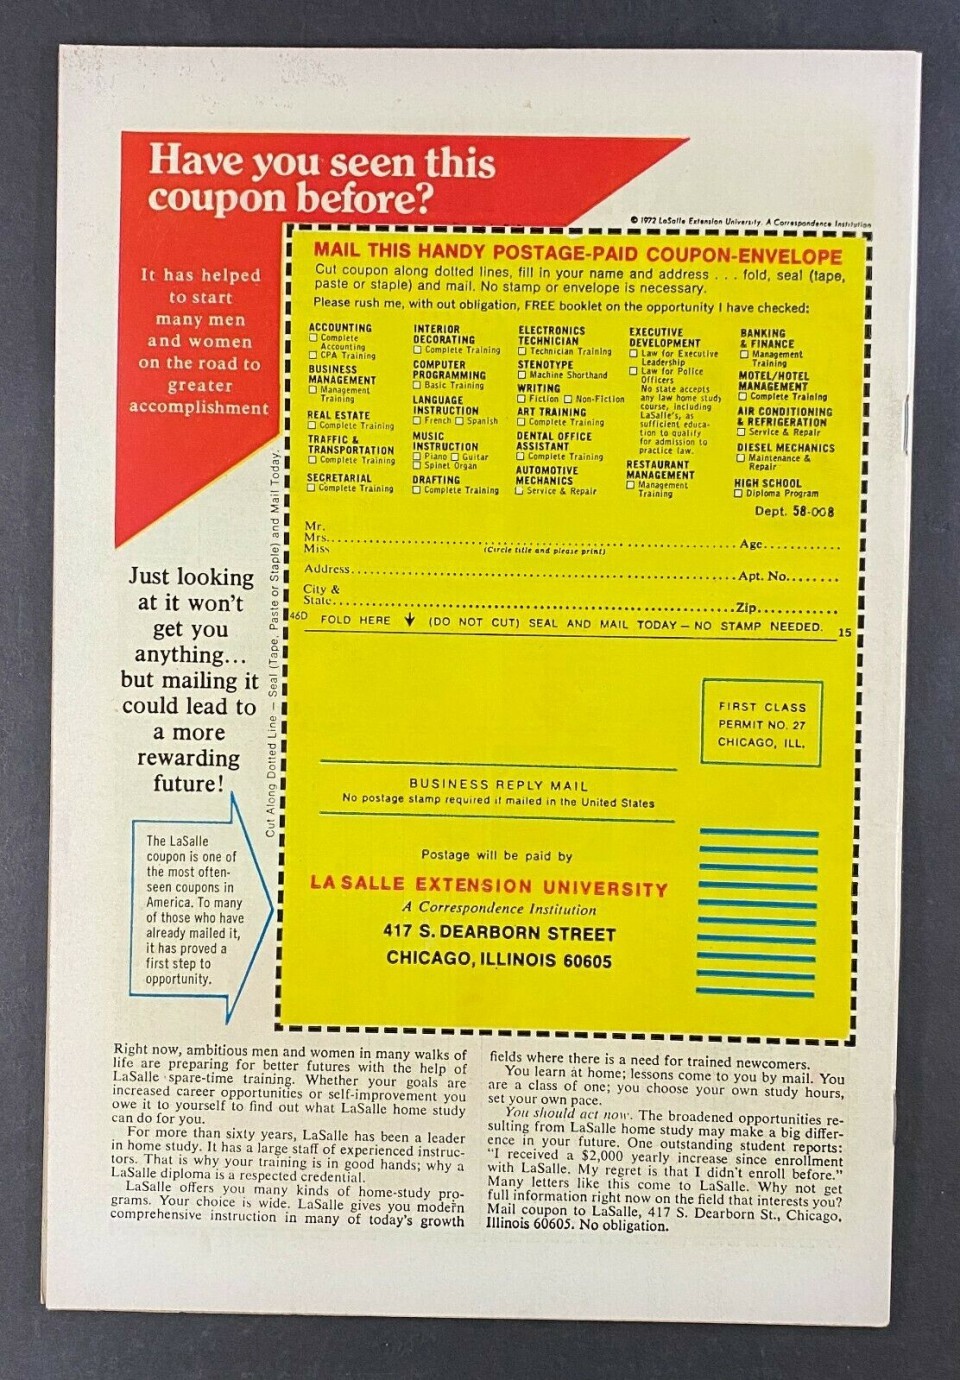 Have you seen this
coupon before?
© 1972 LaSalle Extension University, A Correspondence Institution
It has helped
to start
many men
and women
on the road to
greater
accomplishment
MAIL THIS HANDY POSTAGE-PAID COUPON-ENVELOPE
Cut coupon along dotted lines, fill in your name and address . . . fold, seal (tape,
paste or staple) and mail. No stamp or envelope is necessary.
Please rush me, with out obligation, FREE booklet on the opportunity I have checked:
ACCOUNTING
☐ Complete
Accounting
☐ CPA Training
BUSINESS
MANAGEMENT
☐ Management
Training
REAL ESTATE
☐ Complete Training
TRAFFIC &
TRANSPORTATION
☐ Complete Training
SECRETARIAL
☐ Complete Training
INTERIOR
DECORATING
☐ Complete Training
COMPUTER
PROGRAMMING
☐ Basic Training
LANGUAGE
INSTRUCTION
☐ French ☐ Spanish
MUSIC
INSTRUCTION
☐ Piano ☐ Guitar
☐ Spinet Organ
DRAFTING
☐ Complete Training
ELECTRONICS
TECHNICIAN
☐ Technician Training
STENOTYPE
☐ Machine Shorthand
WRITING
☐ Fiction ☐ Non-Fiction
ART TRAINING
☐ Complete Training
DENTAL OFFICE
ASSISTANT
☐ Complete Training
AUTOMOTIVE
MECHANICS
☐ Service & Repair
EXECUTIVE
DEVELOPMENT
☐ Law for Executive
Leadership
☐ Law for Police
Officers
No state accepts
any law home study
course, including
LaSalle's, as
sufficient educa-
tion to qualify
for admission to
practice law.
RESTAURANT
MANAGEMENT
☐ Management
Training
BANKING
& FINANCE
☐ Management
Training
MOTEL/HOTEL
MANAGEMENT
☐ Complete Training
AIR CONDITIONING
& REFRIGERATION
☐ Service & Repair
DIESEL MECHANICS
☐ Maintenance &
Repair
HIGH SCHOOL
☐ Diploma Program
Dept. 58-008
Mr.
Mrs. Age
Miss (Circle title and please print)
Address Apt. No.
City &
State Zip
46D FOLD HERE ↓ (DO NOT CUT) SEAL AND MAIL TODAY — NO STAMP NEEDED. 15
Cut Along Dotted Line — Seal (Tape, Paste or Staple) and Mail Today.
Just looking
at it won't
get you
anything...
but mailing it
could lead to
a more
rewarding
future!
The LaSalle
coupon is one of
the most often-
seen coupons in
America. To many
of those who have
already mailed it,
it has proved a
first step to
opportunity.
FIRST CLASS
PERMIT NO. 27
CHICAGO, ILL.
BUSINESS REPLY MAIL
No postage stamp required if mailed in the United States
Postage will be paid by
LA SALLE EXTENSION UNIVERSITY
A Correspondence Institution
417 S. DEARBORN STREET
CHICAGO, ILLINOIS 60605
Right now, ambitious men and women in many walks of
life are preparing for better futures with the help of
LaSalle spare-time training. Whether your goals are
increased career opportunities or self-improvement you
owe it to yourself to find out what LaSalle home study
can do for you.
For more than sixty years, LaSalle has been a leader
in home study. It has a large staff of experienced instruc-
tors. That is why your training is in good hands; why a
LaSalle diploma is a respected credential.
LaSalle offers you many kinds of home-study pro-
grams. Your choice is wide. LaSalle gives you modern
comprehensive instruction in many of today's growth
fields where there is a need for trained newcomers.
You learn at home; lessons come to you by mail. You
are a class of one; you choose your own study hours,
set your own pace.
You should act now. The broadened opportunities re-
sulting from LaSalle home study may make a big differ-
ence in your future. One outstanding student reports:
"I received a $2,000 yearly increase since enrollment
with LaSalle. My regret is that I didn't enroll before."
Many letters like this come to LaSalle. Why not get
full information right now on the field that interests you?
Mail coupon to LaSalle, 417 S. Dearborn St., Chicago,
Illinois 60605. No obligation.